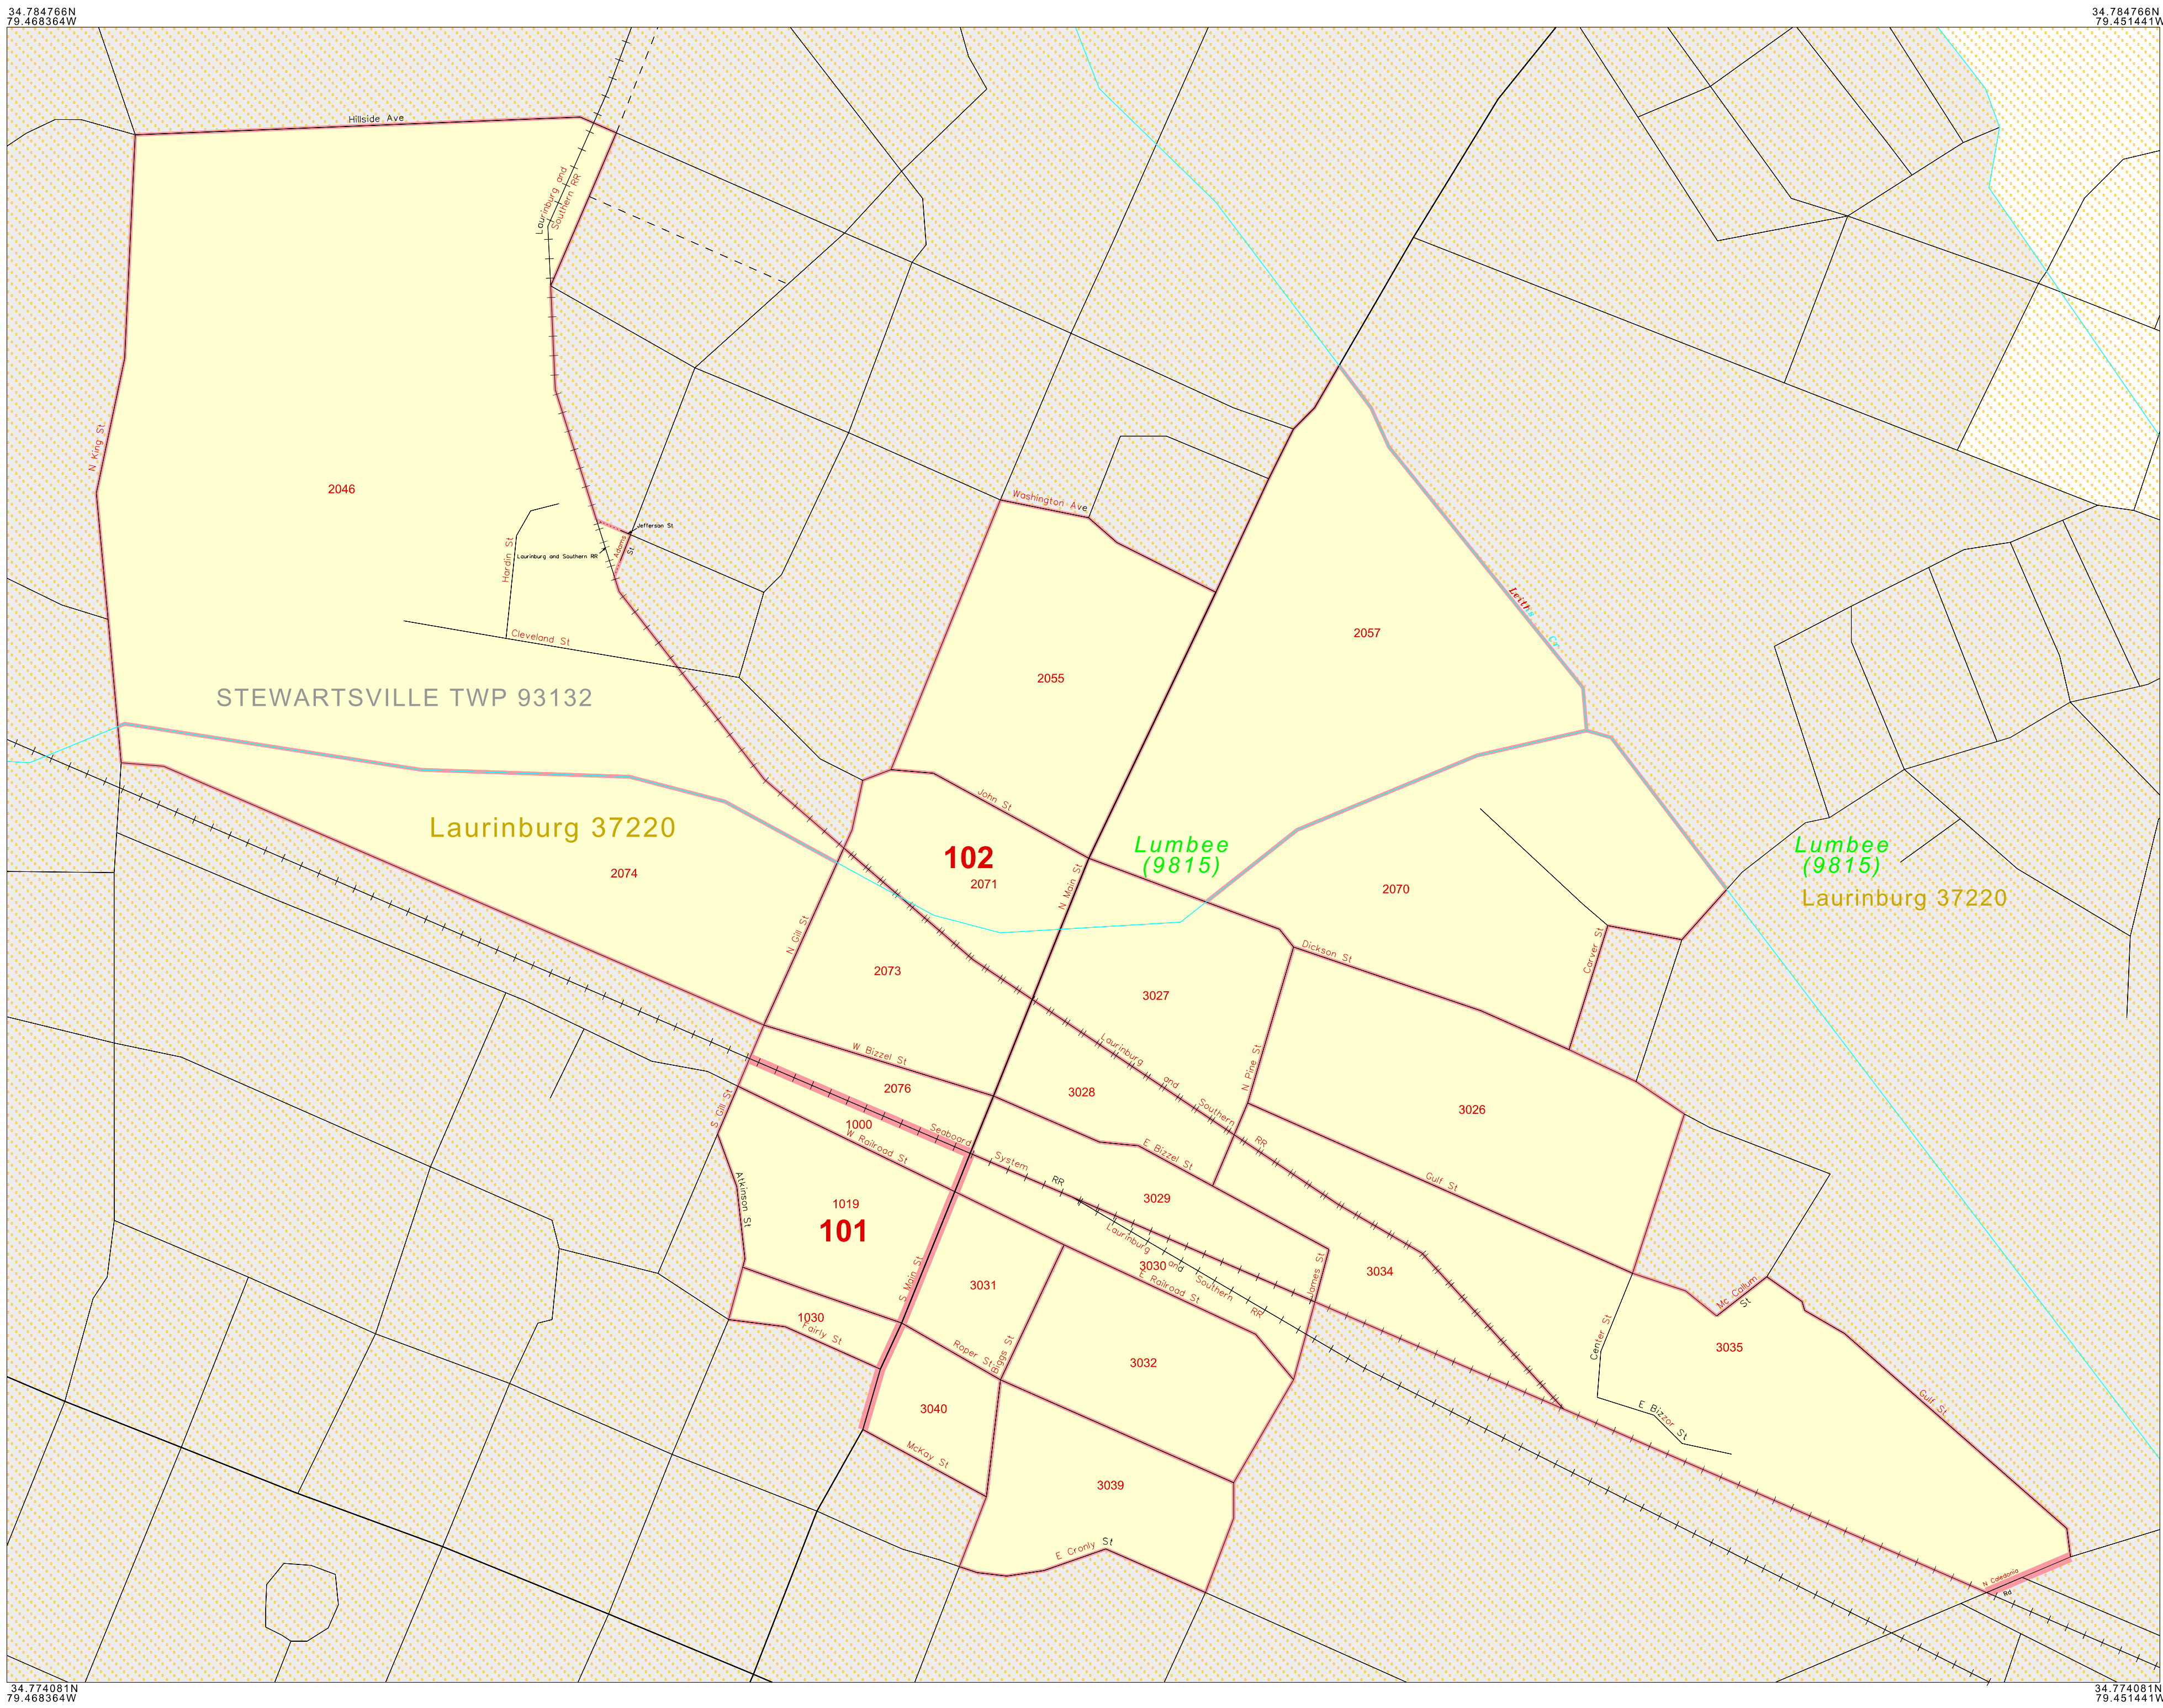 34.784766N
79.468364W
34.784766N
79.451441W
Hillside Ave
Laurinburg and
Southern RR
N King St
2046
Washington Ave
Jefferson St
Adams
St
Laurinburg and Southern RR
Hardin St
Cleveland St
Leiths Cr
2057
2055
STEWARTSVILLE TWP 93132
John St
Laurinburg 37220
Lumbee
(9815)
Lumbee
(9815)
102
2071
2074
N Main St
2070
Laurinburg 37220
N Gill St
Dickson St
Carver St
2073
3027
Laurinburg and Southern RR
W Bizzel St
N Pine St
2076
3028
3026
S Gill St
1000
Seaboard System RR
W Railroad St
E Bizzel St
Gulf St
Atkinson St
1019
101
3029
Laurinburg and Southern RR
3030
E Railroad St
James St
3034
S Main St
3031
Mc Callum
St
1030
Fairly St
Roper St
Biggs St
3032
Center St
3035
3040
E Bizzor St
Gulf St
McKay St
3039
E Cronly St
N Caledonia
Rd
34.774081N
79.468364W
34.774081N
79.451441W